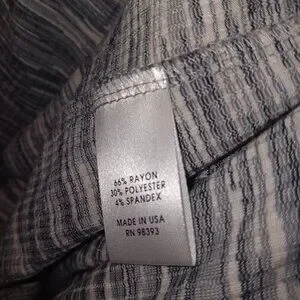 66% RAYON
30% POLYESTER
4% SPANDEX
MADE IN USA
RN 98393